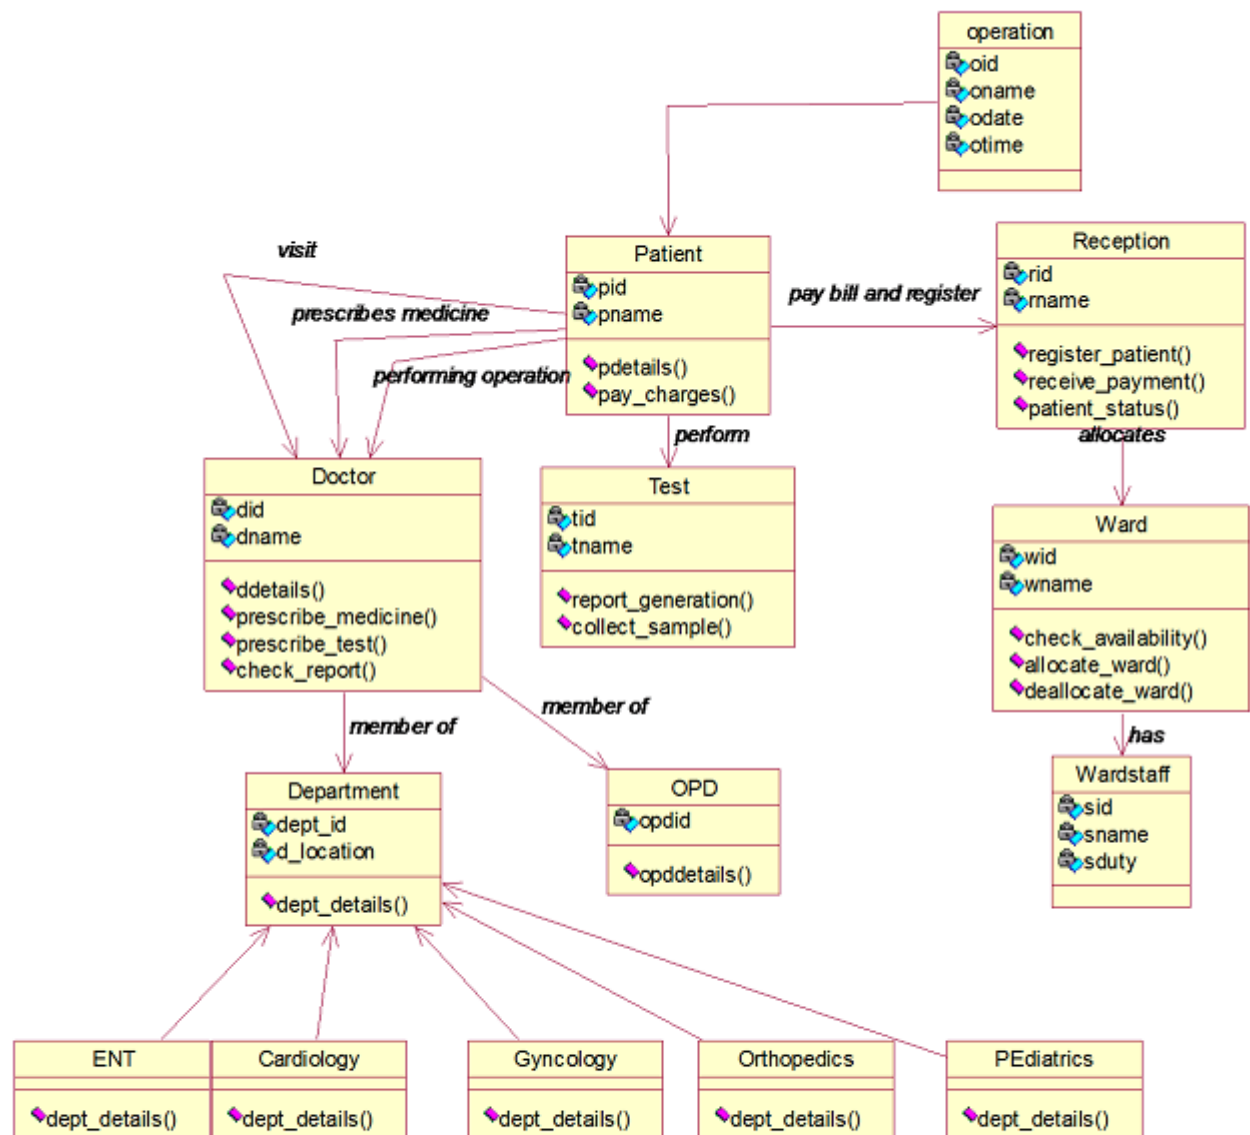 operation
oid
oname
odate
otime
Patient
pid
pname
pdetails()
pay_charges()
Reception
rid
rname
register_patient()
receive_payment()
patient_status()
visit
prescribes medicine
performing operation
pay bill and register
perform
allocates
Doctor
did
dname
ddetails()
prescribe_medicine()
prescribe_test()
check_report()
Test
tid
tname
report_generation()
collect_sample()
Ward
wid
wname
check_availability()
allocate_ward()
deallocate_ward()
member of
member of
has
Department
dept_id
d_location
dept_details()
OPD
opdid
opddetails()
Wardstaff
sid
sname
sduty
ENT
dept_details()
Cardiology
dept_details()
Gyncology
dept_details()
Orthopedics
dept_details()
PEdiatrics
dept_details()